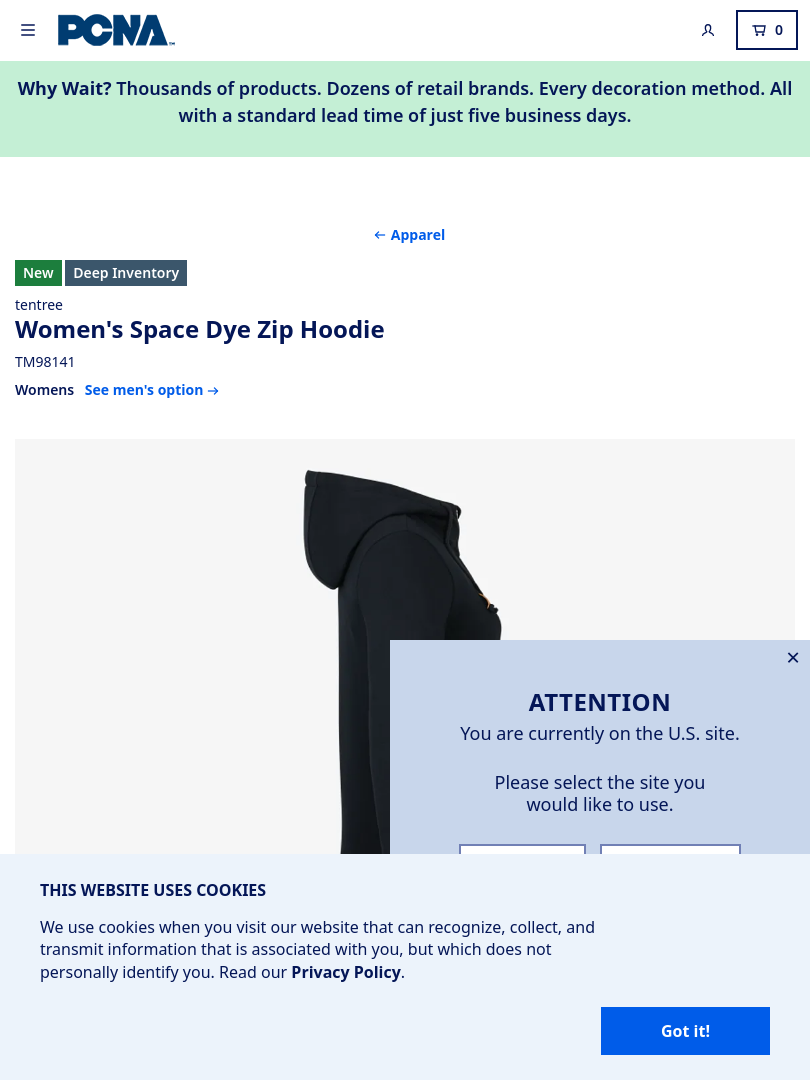 PCNA™
0
Why Wait? Thousands of products. Dozens of retail brands. Every decoration method. All
with a standard lead time of just five business days.
← Apparel
New
Deep Inventory
tentree
Women's Space Dye Zip Hoodie
TM98141
Womens See men's option →
ATTENTION
You are currently on the U.S. site.
Please select the site you
would like to use.
THIS WEBSITE USES COOKIES
We use cookies when you visit our website that can recognize, collect, and
transmit information that is associated with you, but which does not
personally identify you. Read our Privacy Policy.
Got it!